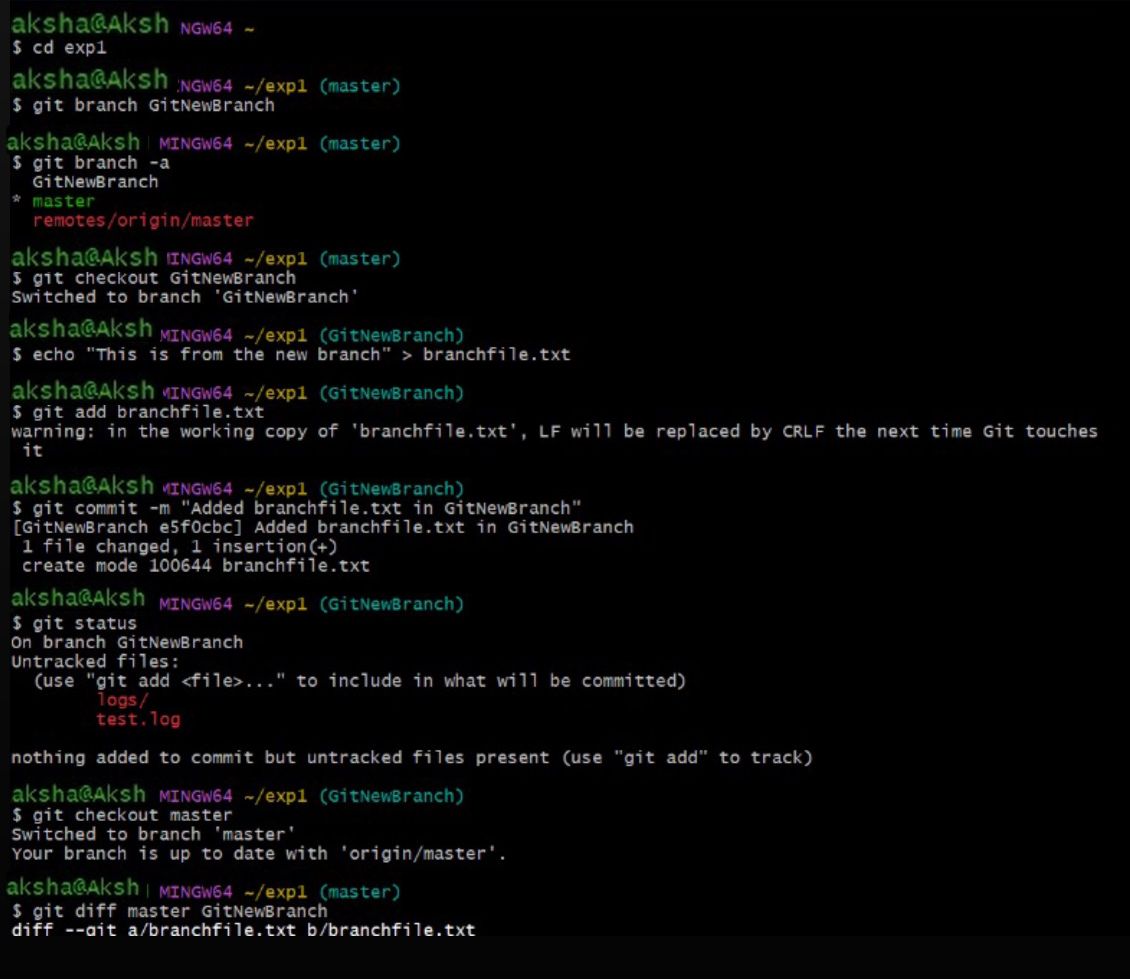 aksha@Aksh NGW64 ~
$ cd exp1
aksha@Aksh NGW64 ~/exp1 (master)
$ git branch GitNewBranch
aksha@Aksh MINGW64 ~/exp1 (master)
$ git branch -a
  GitNewBranch
* master
  remotes/origin/master
aksha@Aksh INGW64 ~/exp1 (master)
$ git checkout GitNewBranch
Switched to branch 'GitNewBranch'
aksha@Aksh MINGW64 ~/exp1 (GitNewBranch)
$ echo "This is from the new branch" > branchfile.txt
aksha@Aksh MINGW64 ~/exp1 (GitNewBranch)
$ git add branchfile.txt
warning: in the working copy of 'branchfile.txt', LF will be replaced by CRLF the next time Git touches
 it
aksha@Aksh MINGW64 ~/exp1 (GitNewBranch)
$ git commit -m "Added branchfile.txt in GitNewBranch"
[GitNewBranch e5f0cbc] Added branchfile.txt in GitNewBranch
 1 file changed, 1 insertion(+)
 create mode 100644 branchfile.txt
aksha@Aksh MINGW64 ~/exp1 (GitNewBranch)
$ git status
On branch GitNewBranch
Untracked files:
  (use "git add <file>..." to include in what will be committed)
        logs/
        test.log
nothing added to commit but untracked files present (use "git add" to track)
aksha@Aksh MINGW64 ~/exp1 (GitNewBranch)
$ git checkout master
Switched to branch 'master'
Your branch is up to date with 'origin/master'.
aksha@Aksh MINGW64 ~/exp1 (master)
$ git diff master GitNewBranch
diff --git a/branchfile.txt b/branchfile.txt